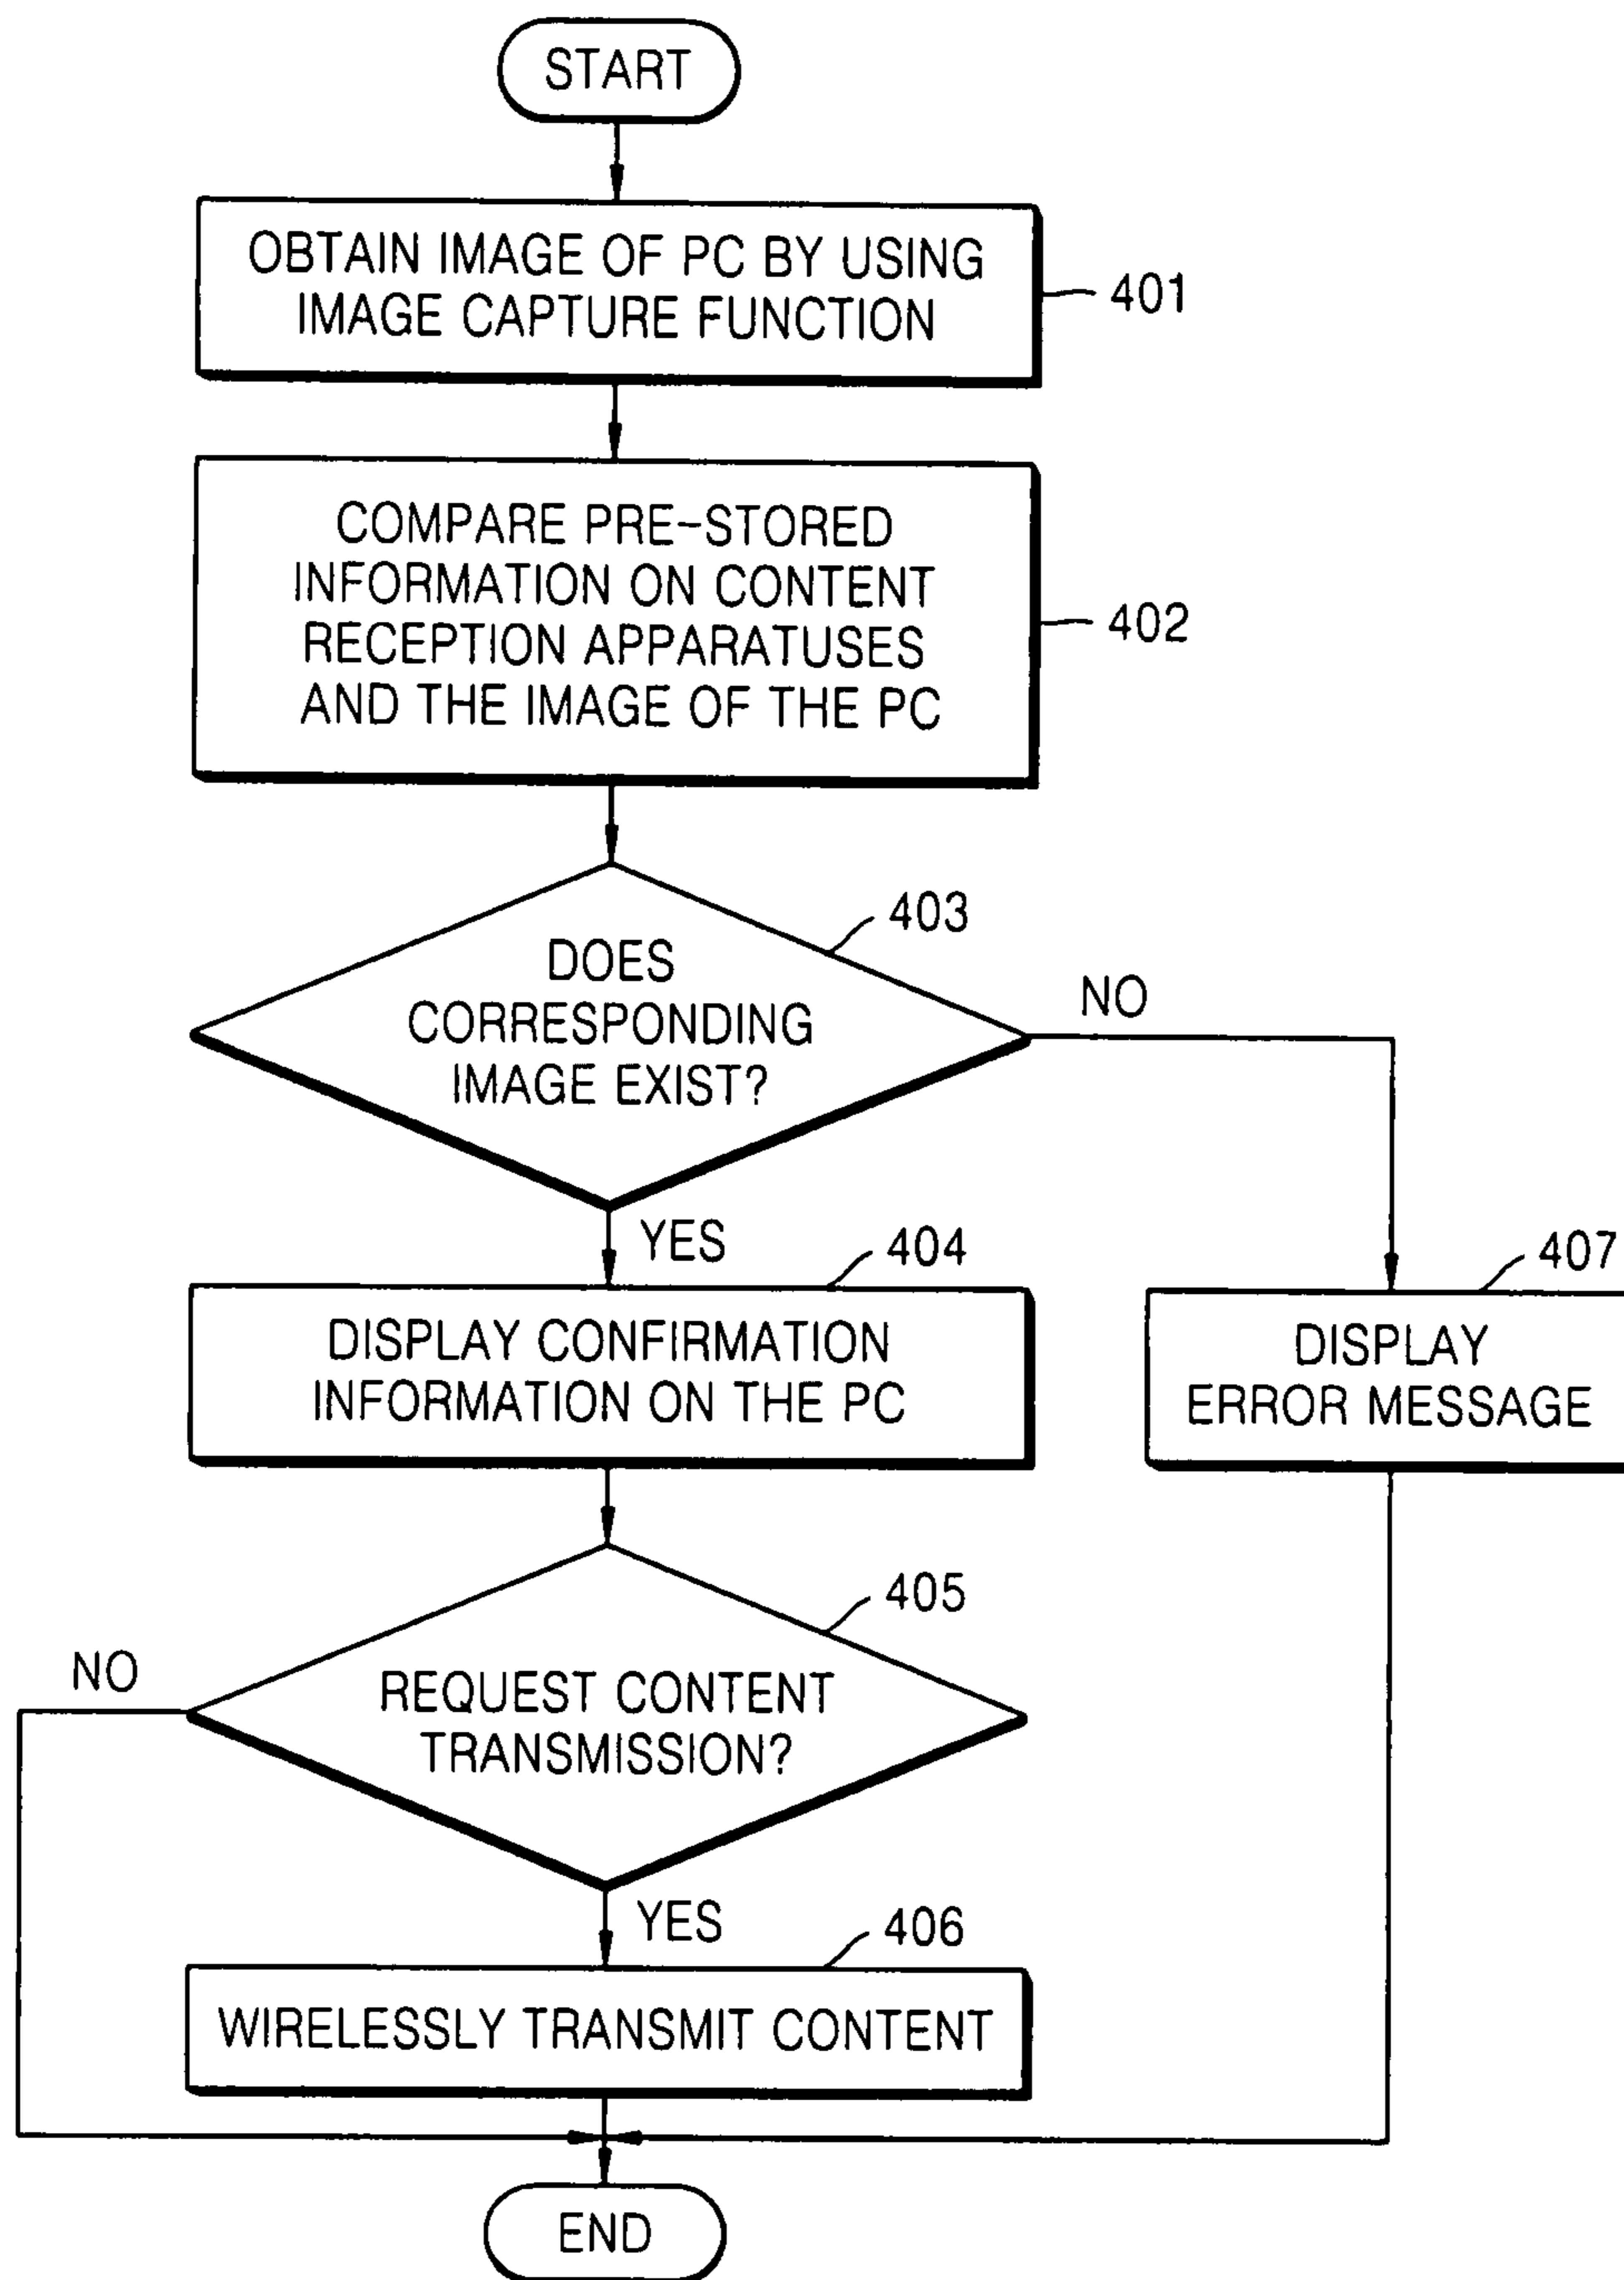 START
OBTAIN IMAGE OF PC BY USING
IMAGE CAPTURE FUNCTION
401
COMPARE PRE-STORED
INFORMATION ON CONTENT
RECEPTION APPARATUSES
AND THE IMAGE OF THE PC
402
403
DOES
CORRESPONDING
IMAGE EXIST?
NO
YES
404
DISPLAY CONFIRMATION
INFORMATION ON THE PC
407
DISPLAY
ERROR MESSAGE
405
NO
REQUEST CONTENT
TRANSMISSION?
YES
406
WIRELESSLY TRANSMIT CONTENT
END